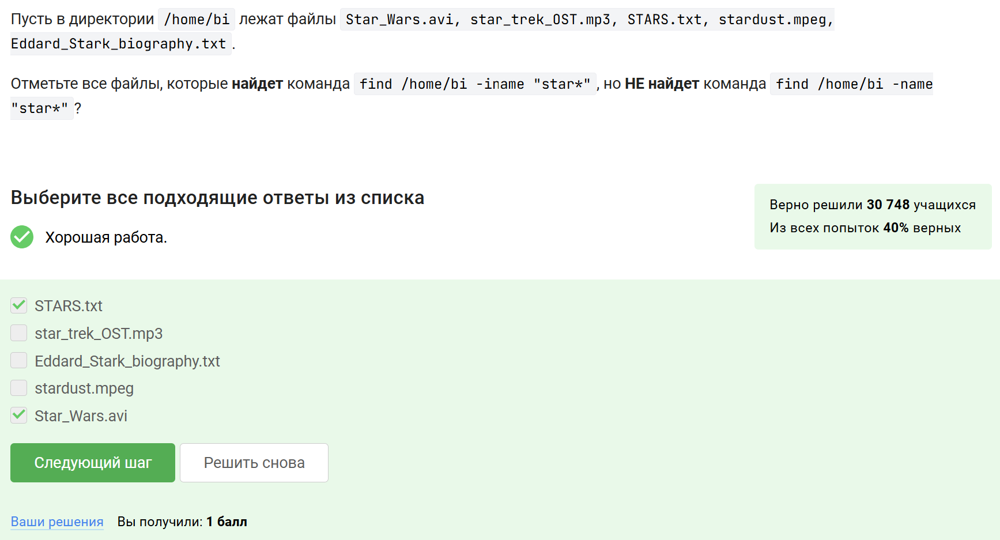 Пусть в директории /home/bi лежат файлы Star_Wars.avi, star_trek_OST.mp3, STARS.txt, stardust.mpeg,
Eddard_Stark_biography.txt.
Отметьте все файлы, которые найдет команда find /home/bi -iname "star*", но НЕ найдет команда find /home/bi -name
"star*"?
Выберите все подходящие ответы из списка
Верно решили 30 748 учащихся
Из всех попыток 40% верных
Хорошая работа.
STARS.txt
star_trek_OST.mp3
Eddard_Stark_biography.txt
stardust.mpeg
Star_Wars.avi
Следующий шаг
Решить снова
Ваши решения Вы получили: 1 балл